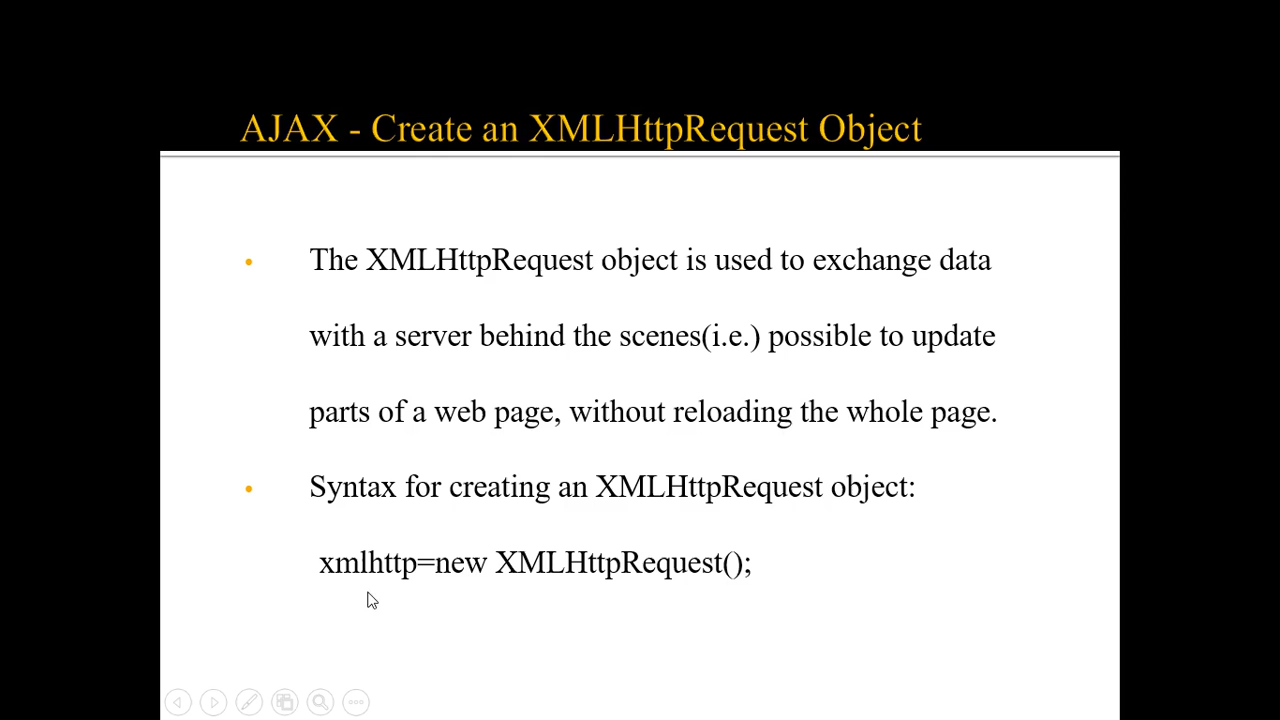 AJAX - Create an XMLHttpRequest Object
• The XMLHttpRequest object is used to exchange data
with a server behind the scenes(i.e.) possible to update
parts of a web page, without reloading the whole page.
• Syntax for creating an XMLHttpRequest object:
xmlhttp=new XMLHttpRequest();